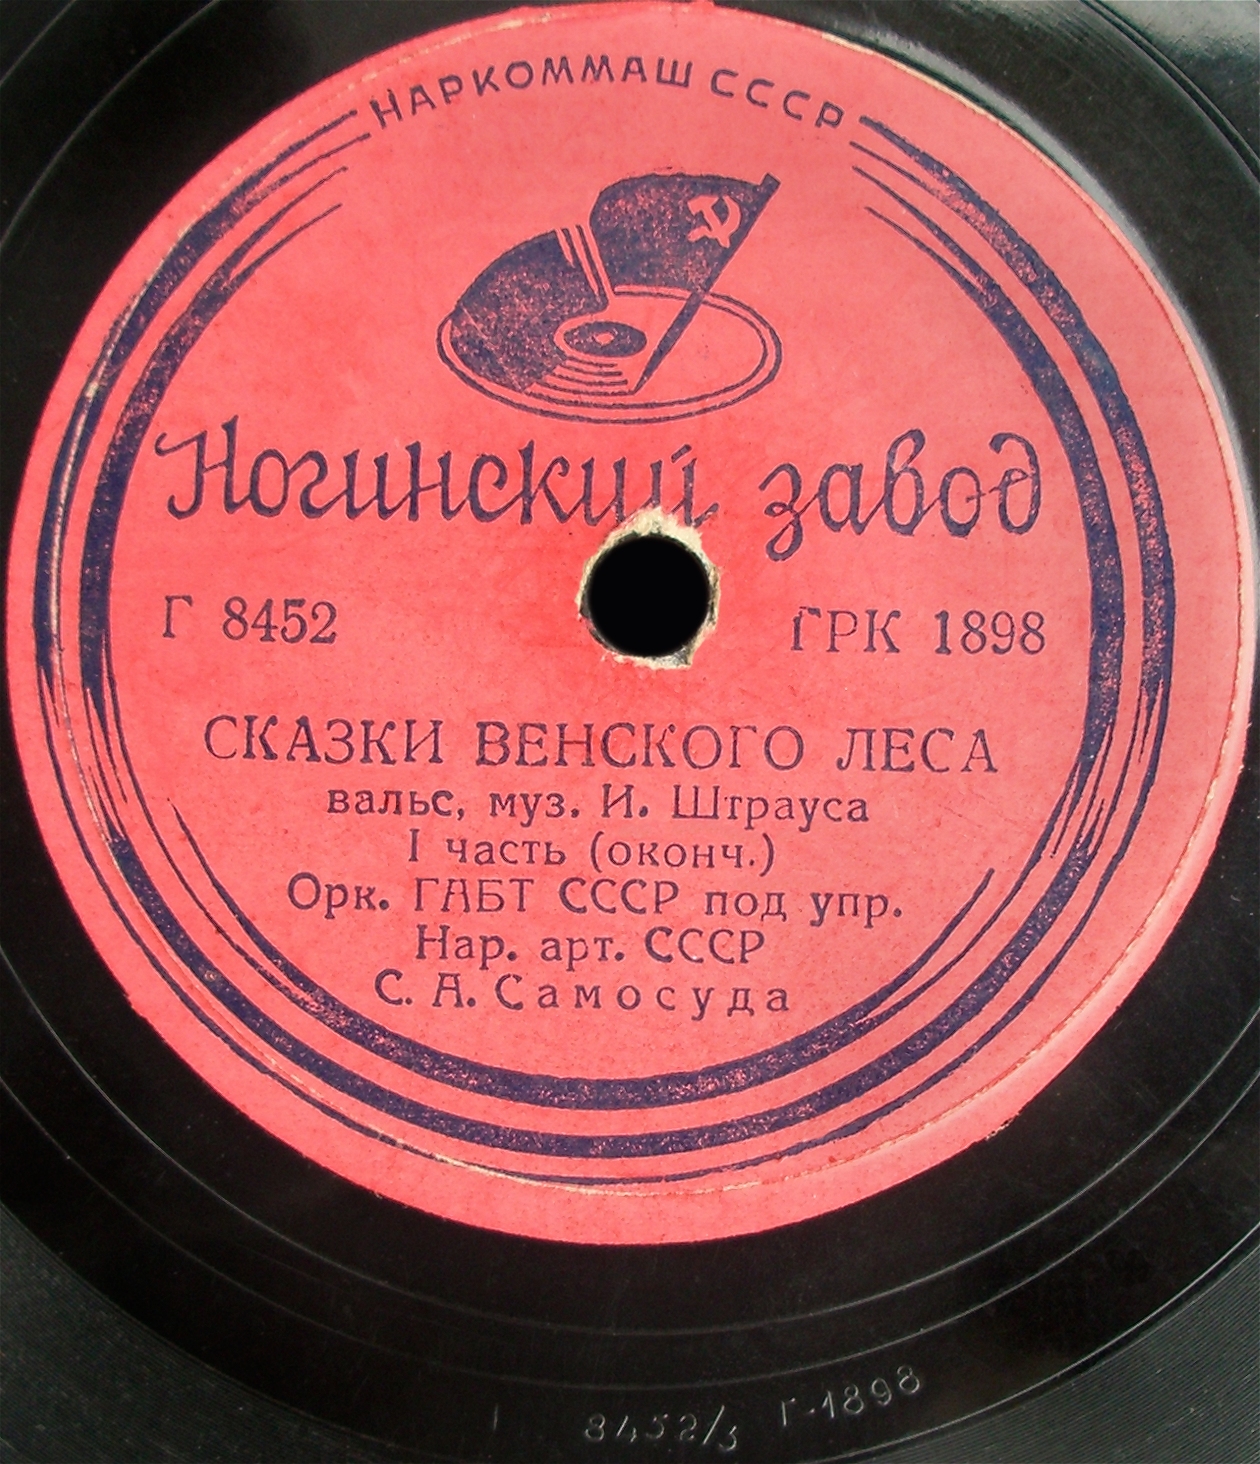 НАРКОММАШ СССР
Ногинский завод
Г 8452 ГРК 1898
СКАЗКИ ВЕНСКОГО ЛЕСА
вальс, муз. И. Штрауса
I часть (оконч.)
Орк. ГАБТ СССР под упр.
Нар. арт. СССР
С. А. Самосуда
8452/3 Г-1898